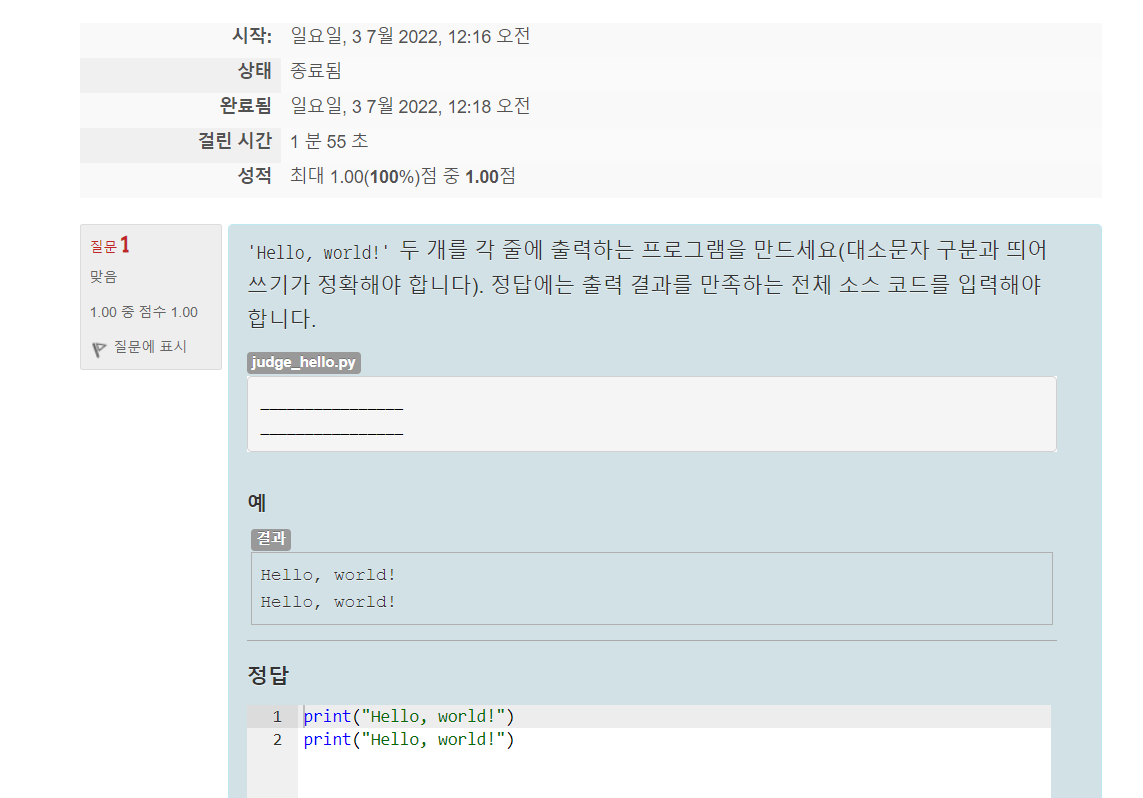 시작: 일요일, 3 7월 2022, 12:16 오전
상태 종료됨
완료됨 일요일, 3 7월 2022, 12:18 오전
걸린 시간 1 분 55 초
성적 최대 1.00(100%)점 중 1.00점
질문 1
맞음
1.00 중 점수 1.00
질문에 표시
'Hello, world!' 두 개를 각 줄에 출력하는 프로그램을 만드세요(대소문자 구분과 띄어
쓰기가 정확해야 합니다). 정답에는 출력 결과를 만족하는 전체 소스 코드를 입력해야
합니다.
judge_hello.py
________________
________________
예
결과
Hello, world!
Hello, world!
정답
1 print("Hello, world!")
2 print("Hello, world!")